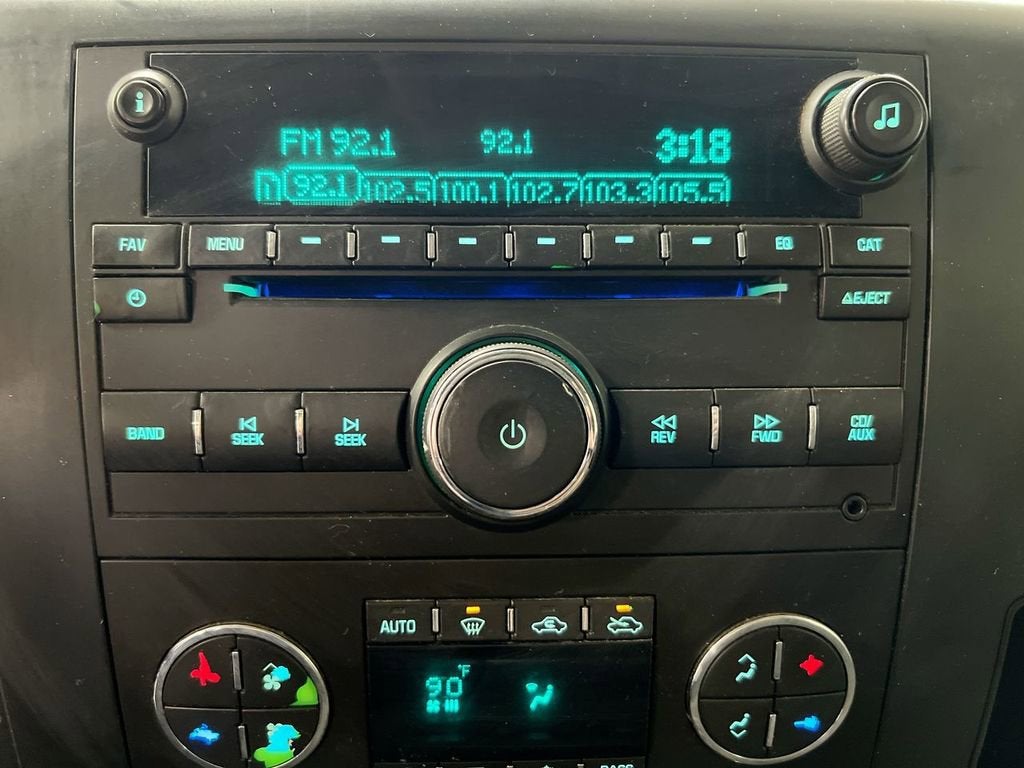 i
FM 92.1 92.1 3:18
1 92.1 102.5 100.1 102.7 103.3 105.5
FAV MENU EQ CAT
EJECT
BAND SEEK SEEK REV FWD CD/
AUX
AUTO
90°F